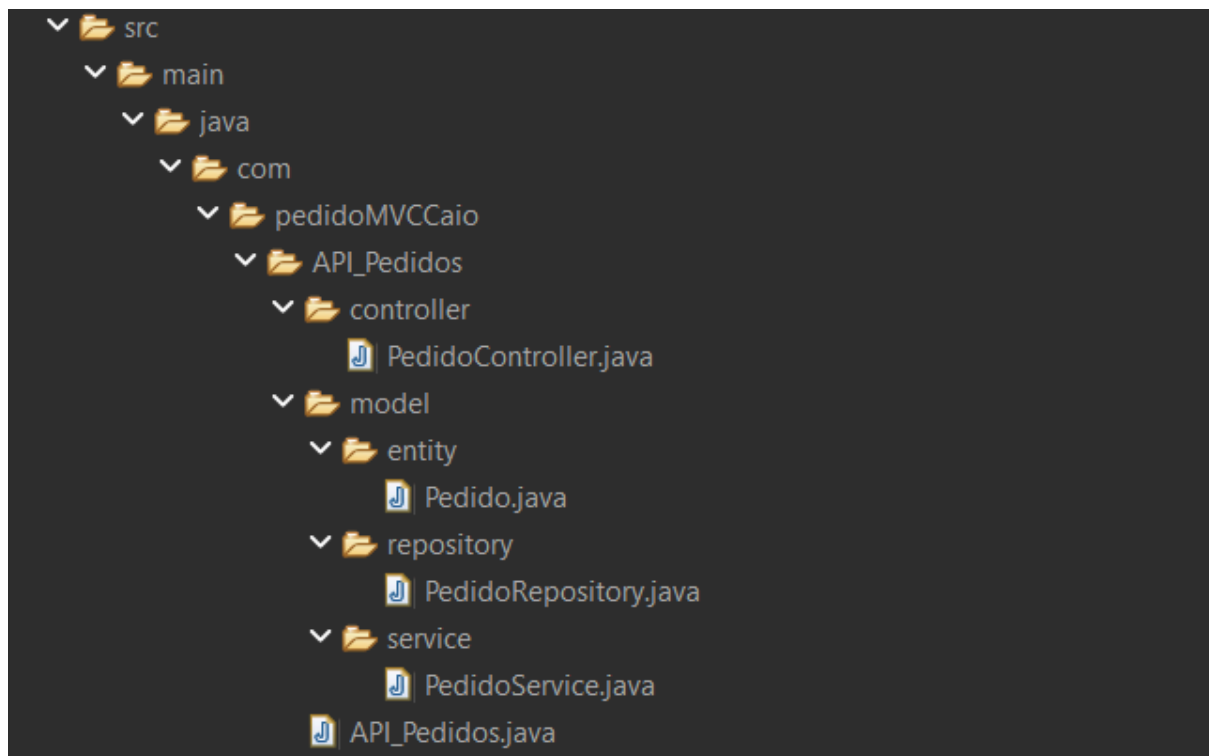 src
main
java
com
pedidoMVCCaio
API_Pedidos
controller
PedidoController.java
model
entity
Pedido.java
repository
PedidoRepository.java
service
PedidoService.java
API_Pedidos.java